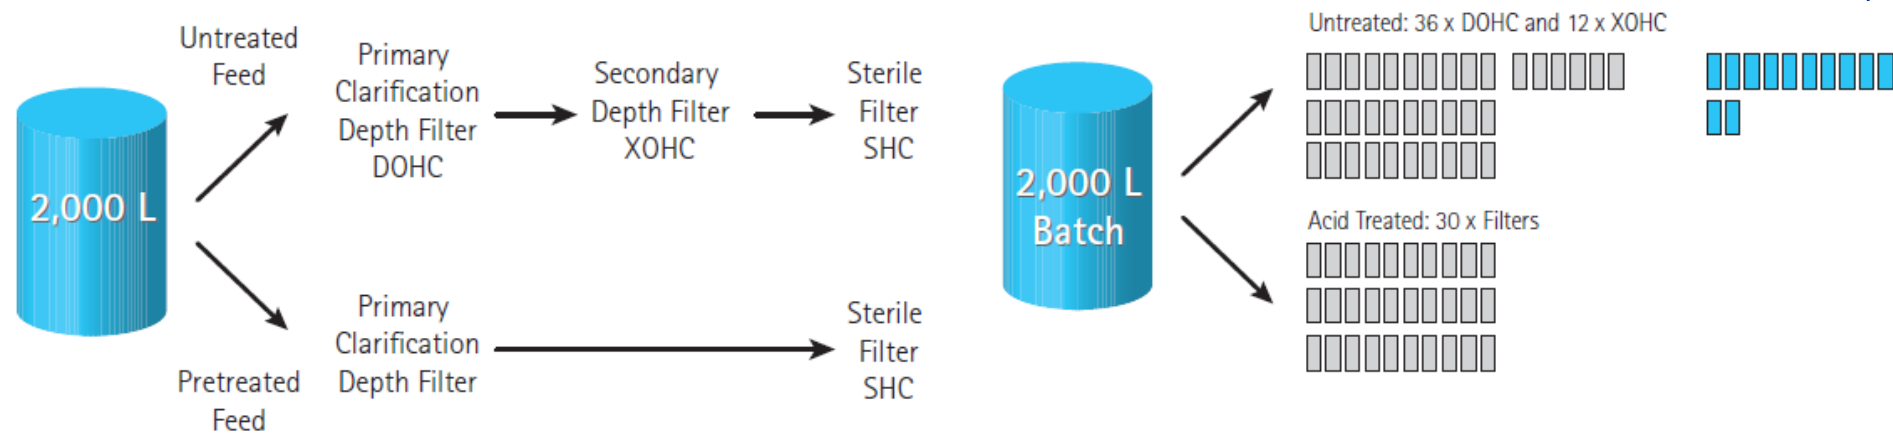 Untreated
Feed
Primary
Clarification
Depth Filter
DOHC
Secondary
Depth Filter
XOHC
Sterile
Filter
SHC
2,000 L
Pretreated
Feed
Primary
Clarification
Depth Filter
Sterile
Filter
SHC
2,000 L
Batch
Untreated: 36 x DOHC and 12 x XOHC
Acid Treated: 30 x Filters